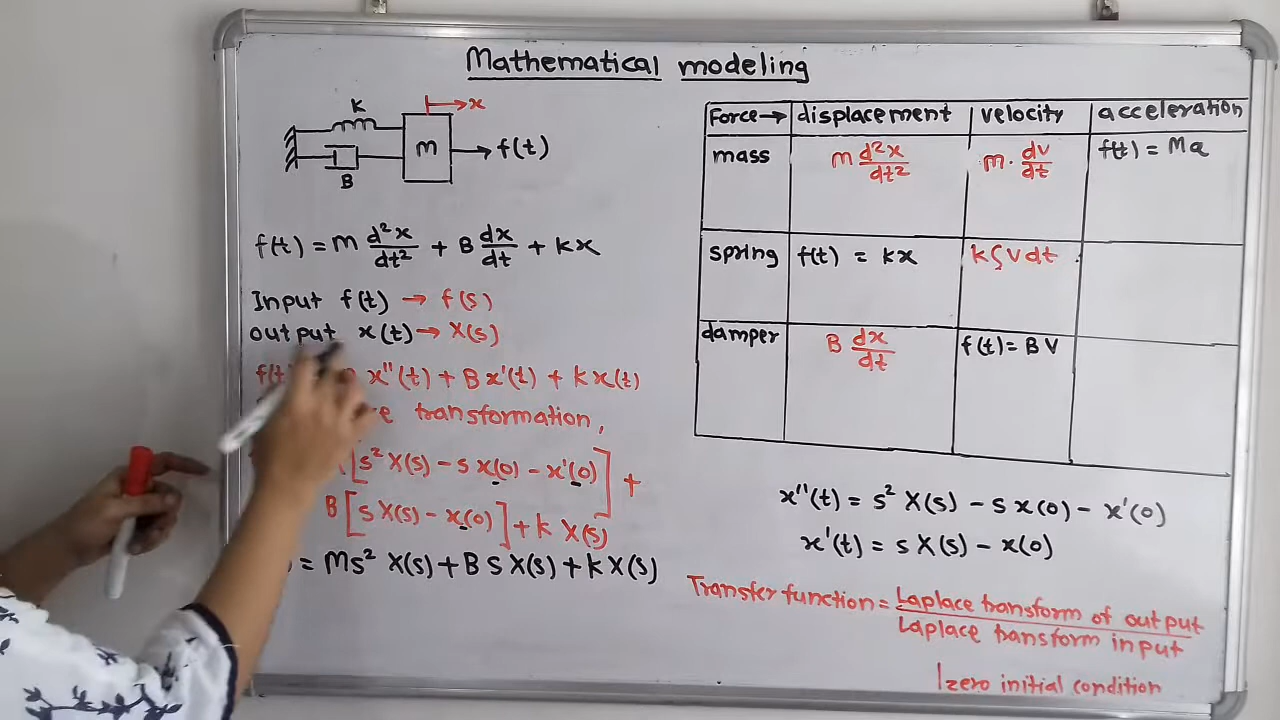 Mathematical modeling
K
x
m
f(t)
B
f(t) = m d²x/dt² + B dx/dt + kx
Input f(t) → f(s)
output x(t) → X(s)
f(t) x''(t) + B x'(t) + k x(t)
transformation,
[s² X(s) - s x(0) - x'(0)] +
B [s X(s) - x(0)] + k X(s)
= Ms² X(s) + B s X(s) + k X(s)
Force→ displacement velocity acceleration
mass m d²x/dt² m · dv/dt f(t) = Ma
spring f(t) = kx k∫v dt
damper B dx/dt f(t) = B V
x''(t) = s² X(s) - s x(0) - x'(0)
x'(t) = s X(s) - x(0)
Transfer function = Laplace transform of output / Laplace transform input
| zero initial condition